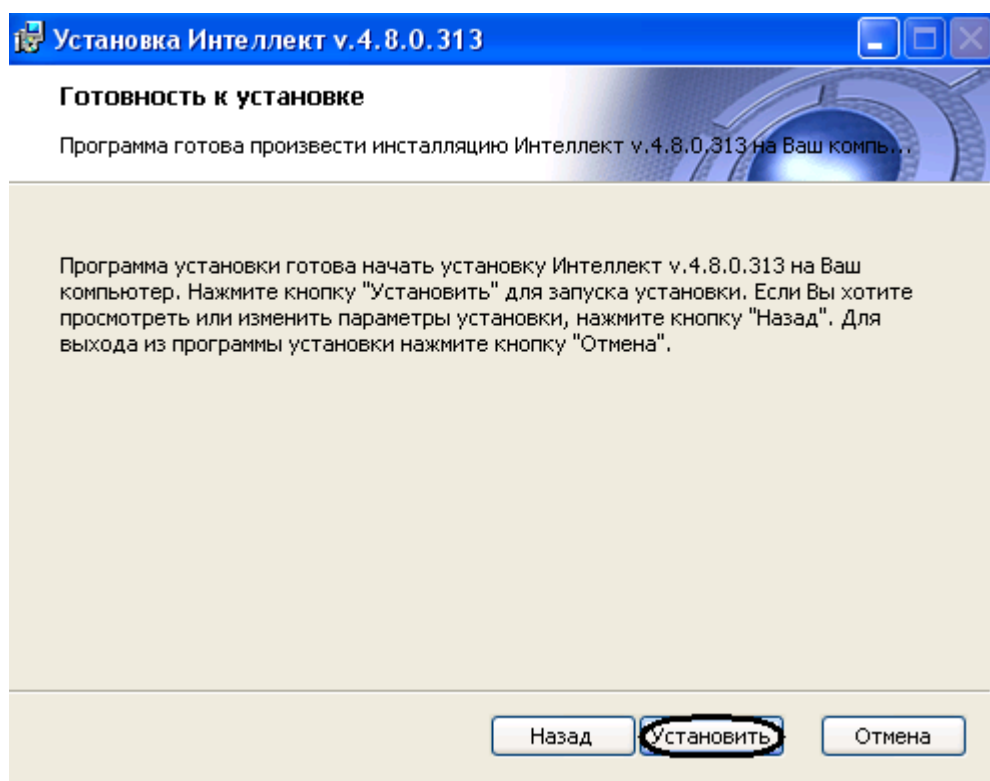 Установка Интеллект v.4.8.0.313
Готовность к установке
Программа готова произвести инсталляцию Интеллект v.4.8.0.313 на Ваш компь...
Программа установки готова начать установку Интеллект v.4.8.0.313 на Ваш
компьютер. Нажмите кнопку "Установить" для запуска установки. Если Вы хотите
просмотреть или изменить параметры установки, нажмите кнопку "Назад". Для
выхода из программы установки нажмите кнопку "Отмена".
Назад Установить Отмена